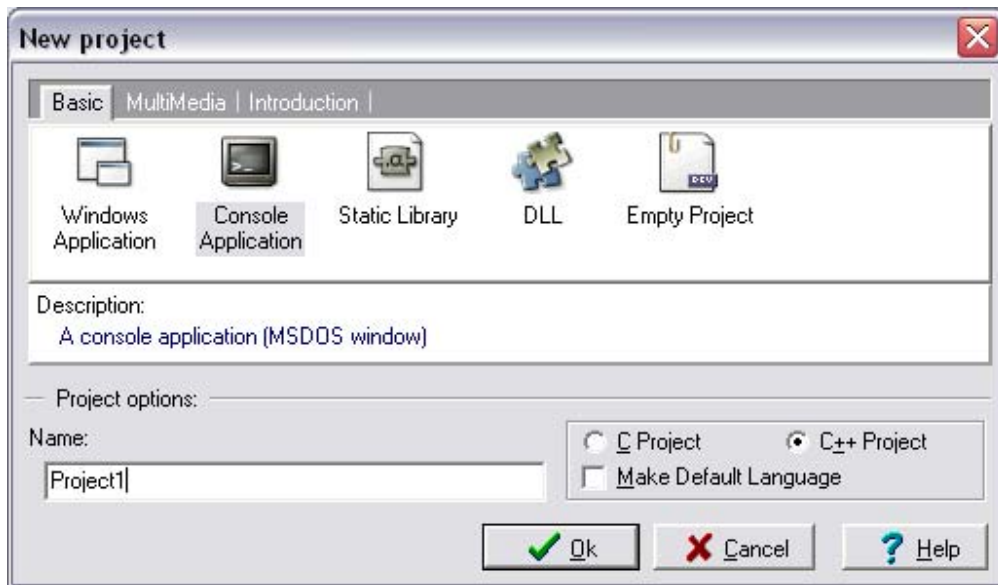 New project
Basic MultiMedia | Introduction |
.a
DEV
Windows Application
Console Application
Static Library
DLL
Empty Project
Description:
A console application (MSDOS window)
Project options:
Name:
C Project
C++ Project
Project1
Make Default Language
Ok
Cancel
Help